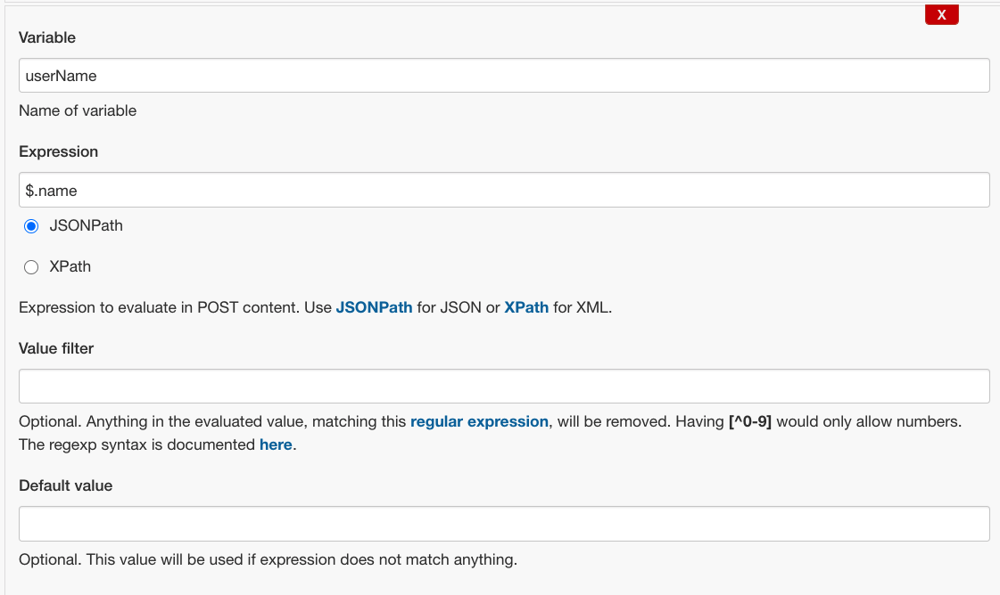 X
Variable
userName
Name of variable
Expression
$.name
JSONPath
XPath
Expression to evaluate in POST content. Use JSONPath for JSON or XPath for XML.
Value filter
Optional. Anything in the evaluated value, matching this regular expression, will be removed. Having [^0-9] would only allow numbers.
The regexp syntax is documented here.
Default value
Optional. This value will be used if expression does not match anything.